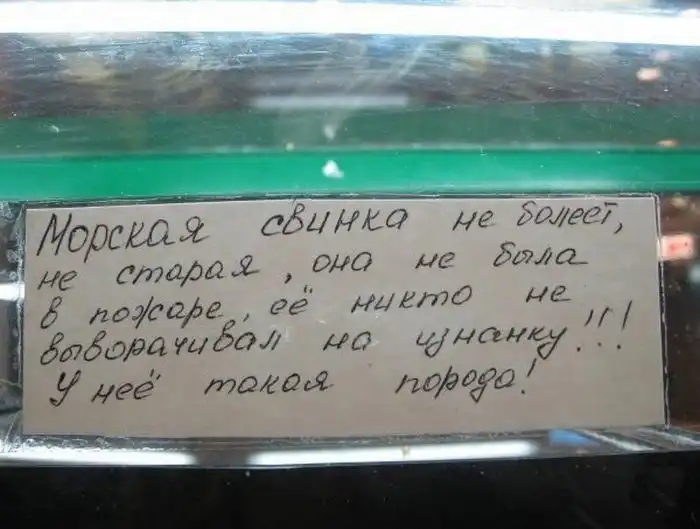 Морская свинка не болеет,
не старая, она не была
в пожаре, её никто не
выворачивал на изнанку!!!
У неё такая порода!